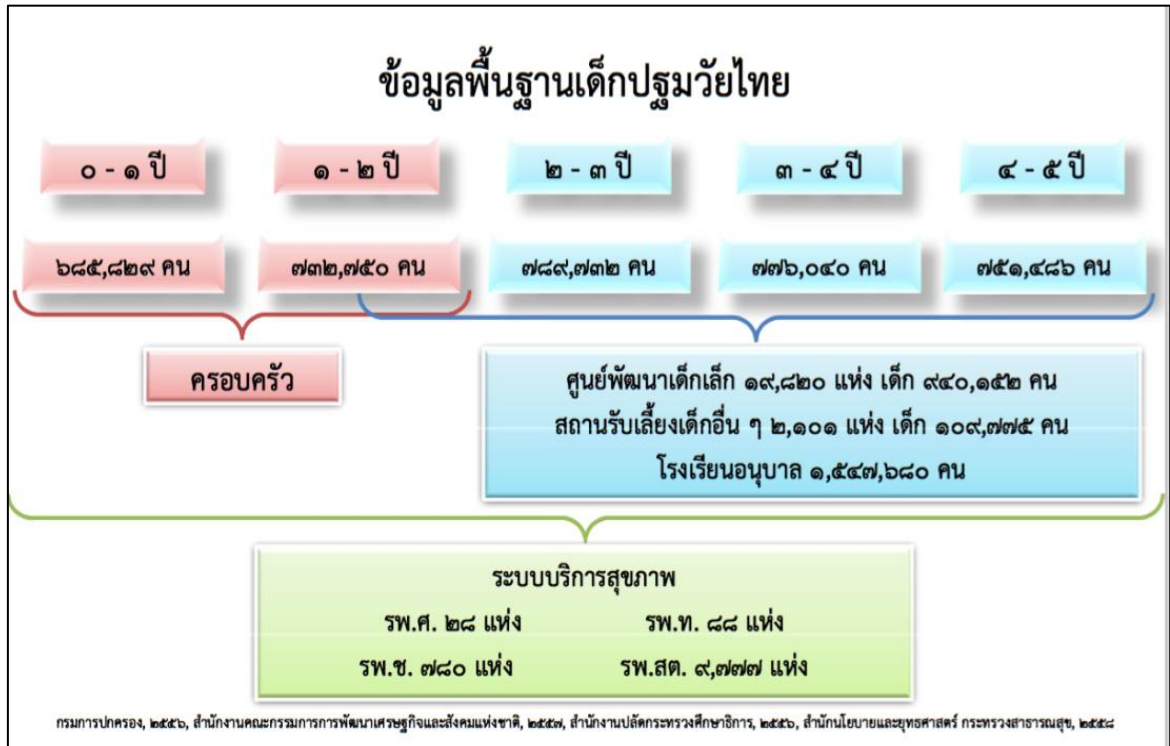 ข้อมูลพื้นฐานเด็กปฐมวัยไทย
๐ - ๑ ปี ๑ - ๒ ปี ๒ - ๓ ปี ๓ - ๔ ปี ๔ - ๕ ปี
๖๘๕,๘๒๙ คน ๗๓๒,๗๕๐ คน ๗๘๙,๗๓๒ คน ๗๗๖,๐๔๐ คน ๗๕๑,๔๘๖ คน
ครอบครัว
ศูนย์พัฒนาเด็กเล็ก ๑๙,๘๒๐ แห่ง เด็ก ๙๔๐,๑๕๒ คน
สถานรับเลี้ยงเด็กอื่น ๆ ๒,๑๐๑ แห่ง เด็ก ๑๐๙,๗๗๕ คน
โรงเรียนอนุบาล ๑,๕๔๗,๖๘๐ คน
ระบบบริการสุขภาพ
รพ.ศ. ๒๘ แห่ง รพ.ท. ๘๘ แห่ง
รพ.ช. ๗๘๐ แห่ง รพ.สต. ๙,๗๗๗ แห่ง
กรมการปกครอง, ๒๕๕๖, สำนักงานคณะกรรมการการพัฒนาเศรษฐกิจและสังคมแห่งชาติ, ๒๕๕๗, สำนักงานปลัดกระทรวงศึกษาธิการ, ๒๕๕๖, สำนักนโยบายและยุทธศาสตร์ กระทรวงสาธารณสุข, ๒๕๕๘